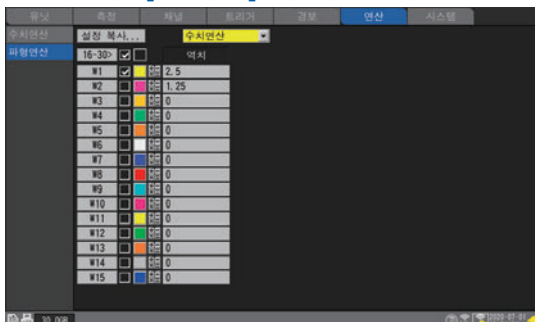 유닛 측정 채널 트리거 경보 연산 시스템
수치연산 설정 복사... 수치연산
파형연산 16-30> 역치
W1 2.5
W2 1.25
W3 0
W4 0
W5 0
W6 0
W7 0
W8 0
W9 0
W10 0
W11 0
W12 0
W13 0
W14 0
W15 0
30.0GB 2020-07-01